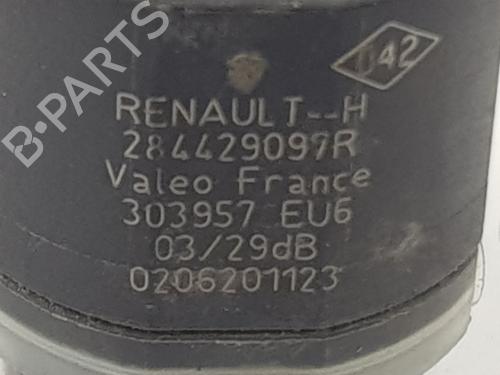 042
RENAULT--H
284429097R
Valeo France
303957 EU6
03/29dB
0206201123
B-PARTS